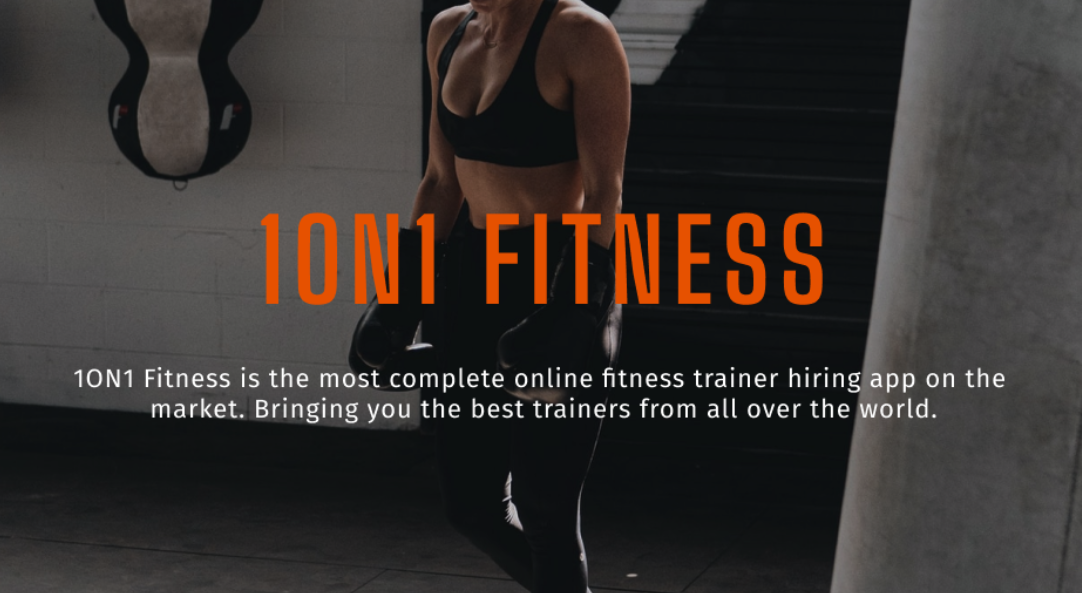 1ON1 FITNESS
1ON1 Fitness is the most complete online fitness trainer hiring app on the
market. Bringing you the best trainers from all over the world.